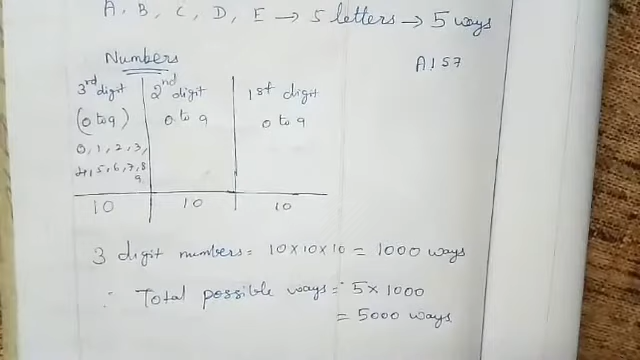 A, B, C, D, E → 5 letters → 5 ways
Numbers
A157
3rd digit 2nd digit 1st digit
(0 to 9) 0 to 9 0 to 9
0, 1, 2, 3,
4, 5, 6, 7, 8
9
10 10 10
3 digit numbers = 10×10×10 = 1000 ways
∴ Total possible ways = 5 × 1000
= 5000 ways